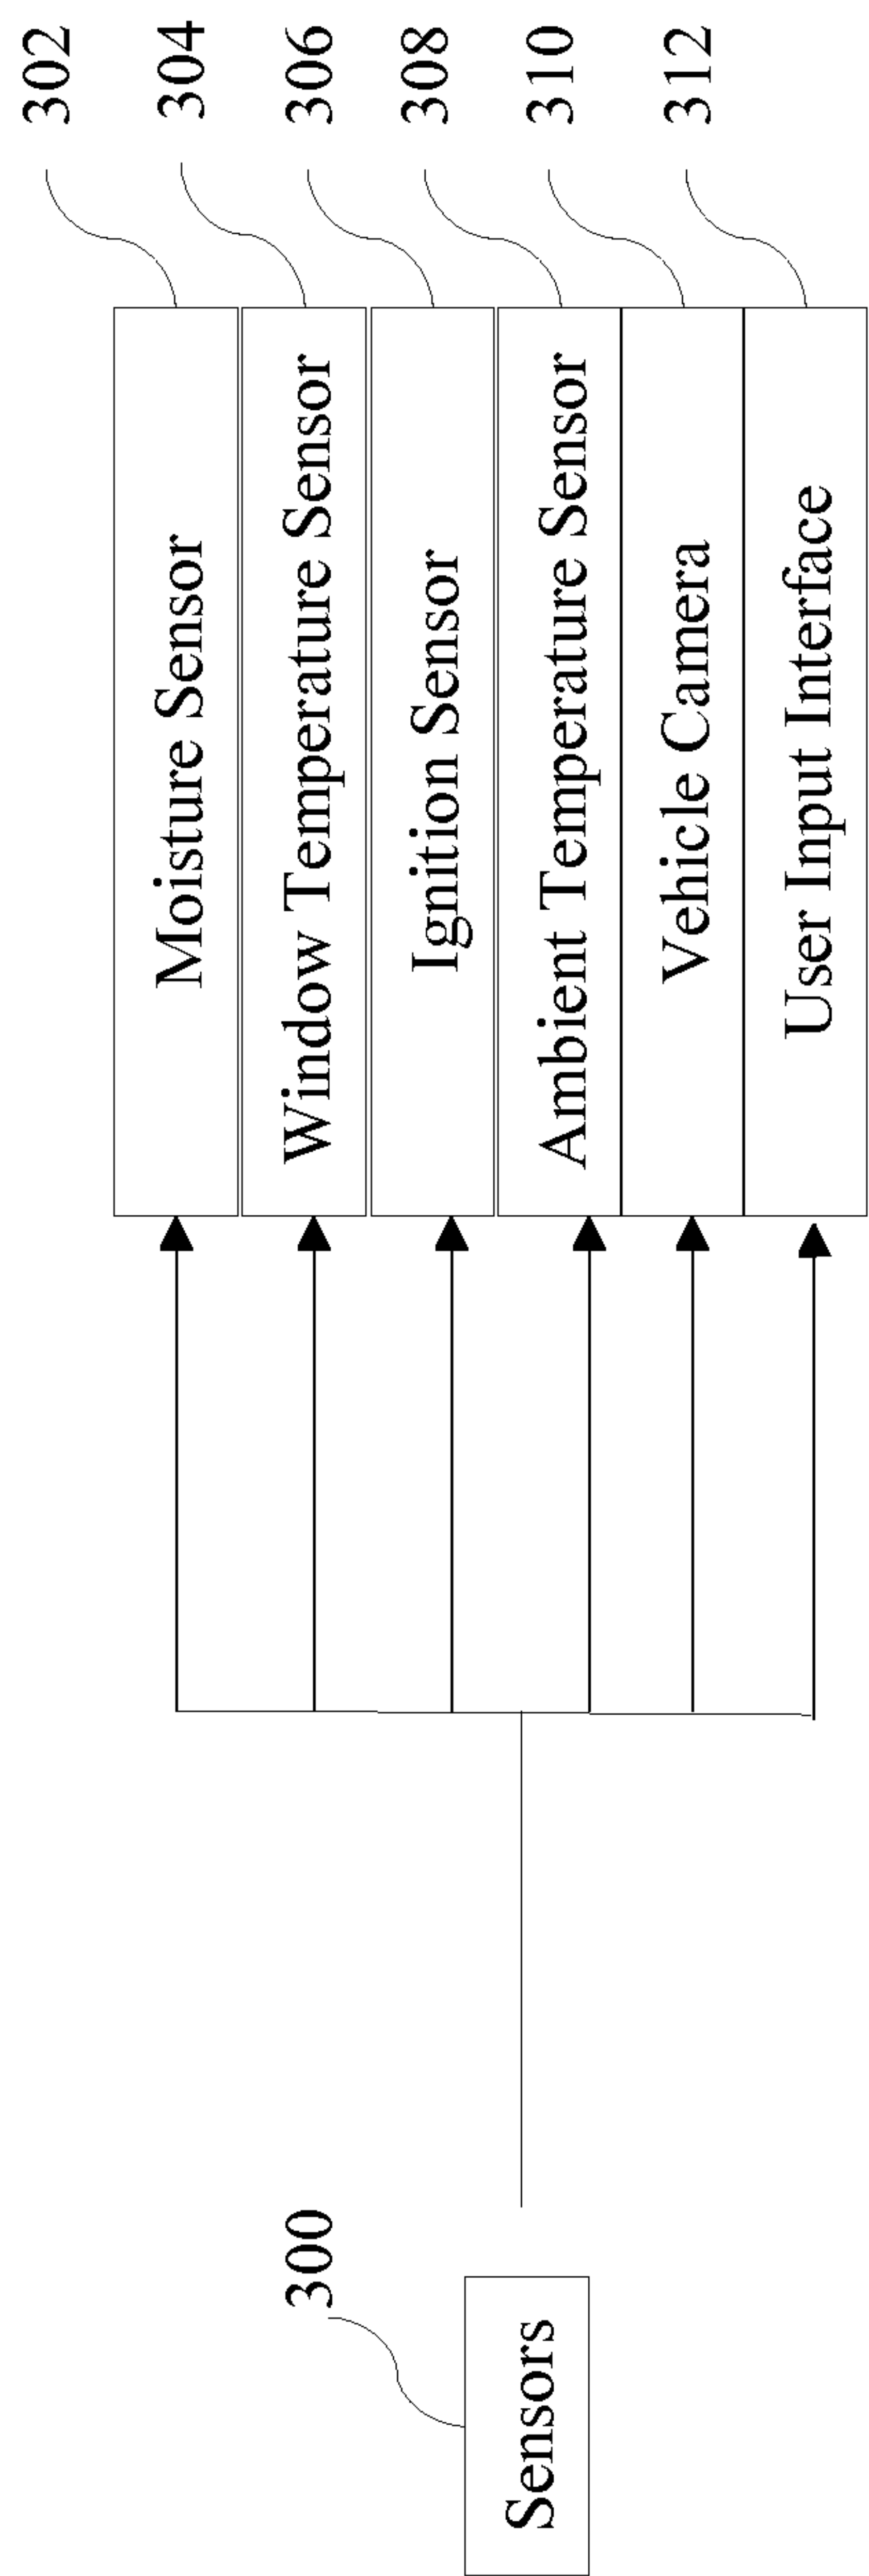 302
Moisture Sensor
304
Window Temperature Sensor
306
Ignition Sensor
308
Ambient Temperature Sensor
310
Vehicle Camera
312
User Input Interface
300
Sensors